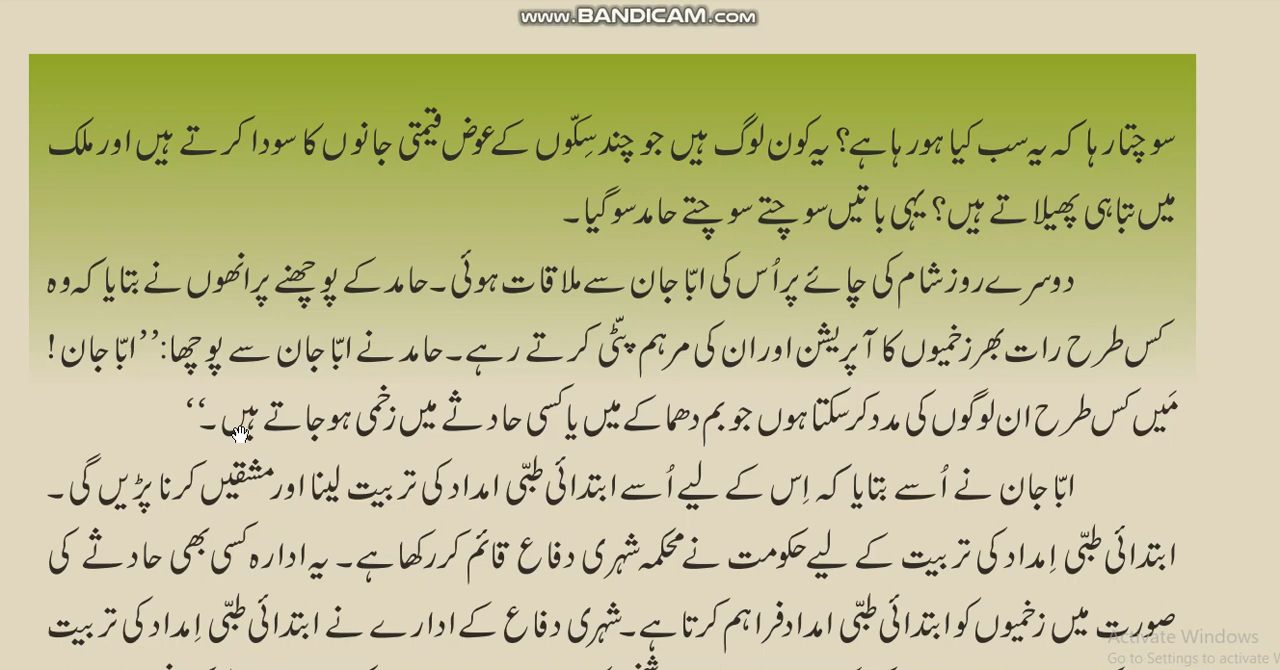 www.BANDICAM.com
سوچتا رہا کہ یہ سب کیا ہو رہا ہے؟ یہ کون لوگ ہیں جو چند سِکّوں کے عوض قیمتی جانوں کا سودا کرتے ہیں اور ملک
میں تباہی پھیلاتے ہیں؟ یہی باتیں سوچتے سوچتے حامد سو گیا۔
دوسرے روز شام کی چائے پر اُس کی ابّا جان سے ملاقات ہوئی۔ حامد کے پوچھنے پر انھوں نے بتایا کہ وہ
کس طرح رات بھر زخمیوں کا آپریشن اور ان کی مرہم پٹّی کرتے رہے۔ حامد نے ابّا جان سے پوچھا: ’’ابّا جان!
مَیں کس طرح ان لوگوں کی مدد کر سکتا ہوں جو بم دھماکے میں یا کسی حادثے میں زخمی ہو جاتے ہیں۔‘‘
ابّا جان نے اُسے بتایا کہ اِس کے لیے اُسے ابتدائی طبّی امداد کی تربیت لینا اور مشقیں کرنا پڑیں گی۔
ابتدائی طبّی اِمداد کی تربیت کے لیے حکومت نے محکمہ شہری دفاع قائم کر رکھا ہے۔ یہ ادارہ کسی بھی حادثے کی
صورت میں زخمیوں کو ابتدائی طبّی امداد فراہم کرتا ہے۔ شہری دفاع کے ادارے نے ابتدائی طبّی اِمداد کی تربیت
Activate Windows
Go to Settings to activate W